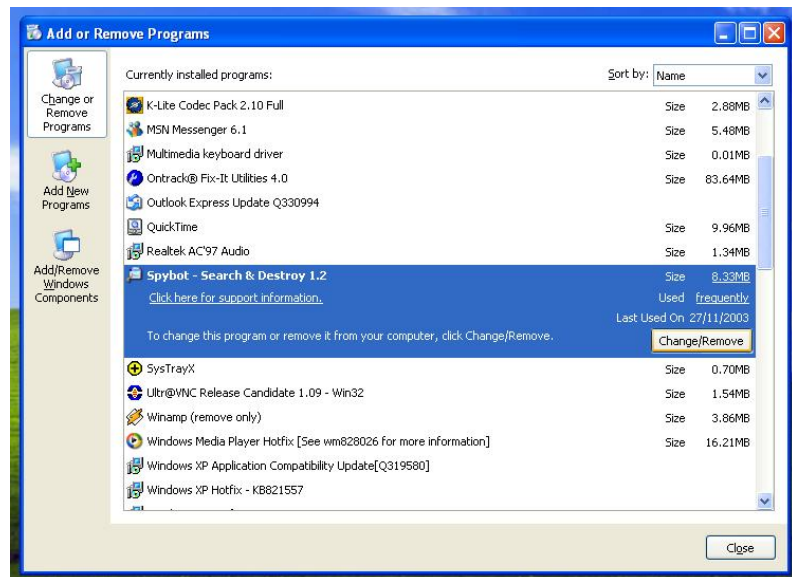 Add or Remove Programs
Change or
Remove
Programs
Add New
Programs
Add/Remove
Windows
Components
Currently installed programs:
Sort by: Name
K-Lite Codec Pack 2.10 Full Size 2.88MB
MSN Messenger 6.1 Size 5.48MB
Multimedia keyboard driver Size 0.01MB
Ontrack® Fix-It Utilities 4.0 Size 83.64MB
Outlook Express Update Q330994
QuickTime Size 9.96MB
Realtek AC'97 Audio Size 1.34MB
Spybot - Search & Destroy 1.2 Size 8.33MB
Click here for support information. Used frequently
Last Used On 27/11/2003
To change this program or remove it from your computer, click Change/Remove. Change/Remove
SysTrayX Size 0.70MB
Ultr@VNC Release Candidate 1.09 - Win32 Size 1.54MB
Winamp (remove only) Size 3.86MB
Windows Media Player Hotfix [See wm828026 for more information] Size 16.21MB
Windows XP Application Compatibility Update[Q319580]
Windows XP Hotfix - KB821557
Close